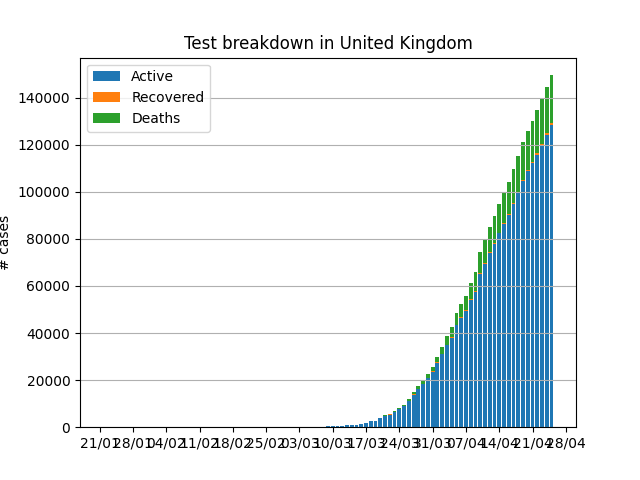 Test breakdown in United Kingdom
Active
Recovered
Deaths
140000
120000
100000
80000
60000
40000
20000
0
# cases
21/01 28/01 04/02 11/02 18/02 25/02 03/03 10/03 17/03 24/03 31/03 07/04 14/04 21/04 28/04